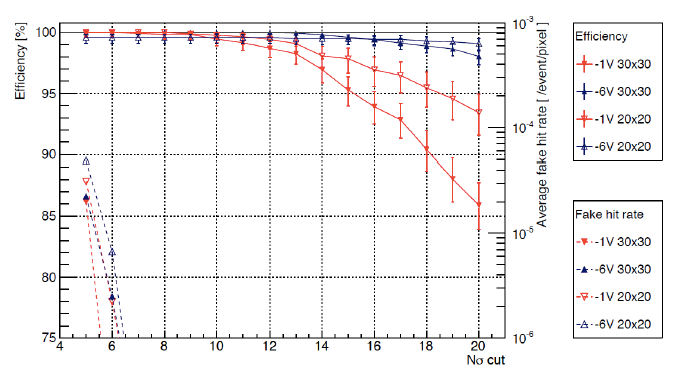 Efficiency [%]
100
95
90
85
80
75
4
6
8
10
12
14
16
18
20
Nσ cut
10⁻³
10⁻⁴
10⁻⁵
10⁻⁶
Average fake hit rate [ /event/pixel ]
Efficiency
-1V 30x30
-6V 30x30
-1V 20x20
-6V 20x20
Fake hit rate
-1V 30x30
-6V 30x30
-1V 20x20
-6V 20x20